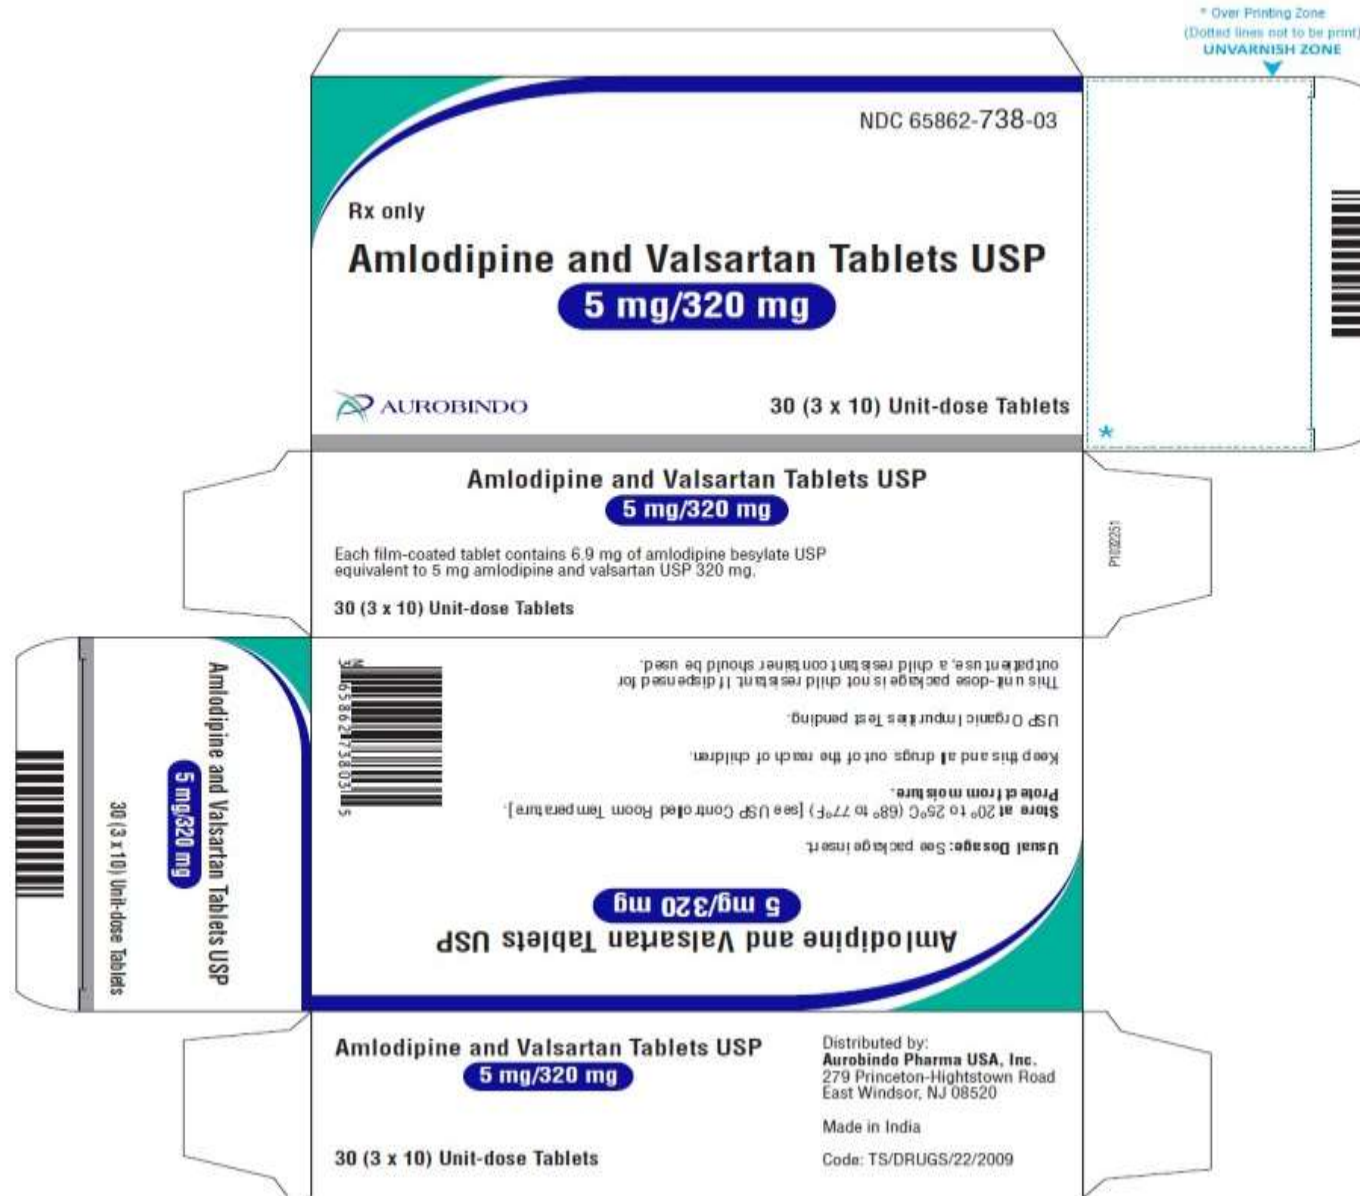 * Over Printing Zone
(Dotted lines not to be print)
UNVARNISH ZONE
NDC 65862-738-03
Rx only
Amlodipine and Valsartan Tablets USP
5 mg/320 mg
AUROBINDO
30 (3 x 10) Unit-dose Tablets
*
Amlodipine and Valsartan Tablets USP
5 mg/320 mg
Each film-coated tablet contains 6.9 mg of amlodipine besylate USP
equivalent to 5 mg amlodipine and valsartan USP 320 mg.
30 (3 x 10) Unit-dose Tablets
P1032251
Amlodipine and Valsartan Tablets USP
5 mg/320 mg
30 (3 x 10) Unit-dose Tablets
Amlodipine and Valsartan Tablets USP
5 mg/320 mg
Usual Dosage: See package insert.
Store at 20° to 25°C (68° to 77°F) [see USP Controlled Room Temperature].
Protect from moisture.
Keep this and all drugs out of the reach of children.
USP Organic Impurities Test pending.
This unit-dose package is not child resistant. If dispensed for
outpatient use, a child resistant container should be used.
N
3 65862 73803 5
Amlodipine and Valsartan Tablets USP
5 mg/320 mg
30 (3 x 10) Unit-dose Tablets
Distributed by:
Aurobindo Pharma USA, Inc.
279 Princeton-Hightstown Road
East Windsor, NJ 08520
Made in India
Code: TS/DRUGS/22/2009